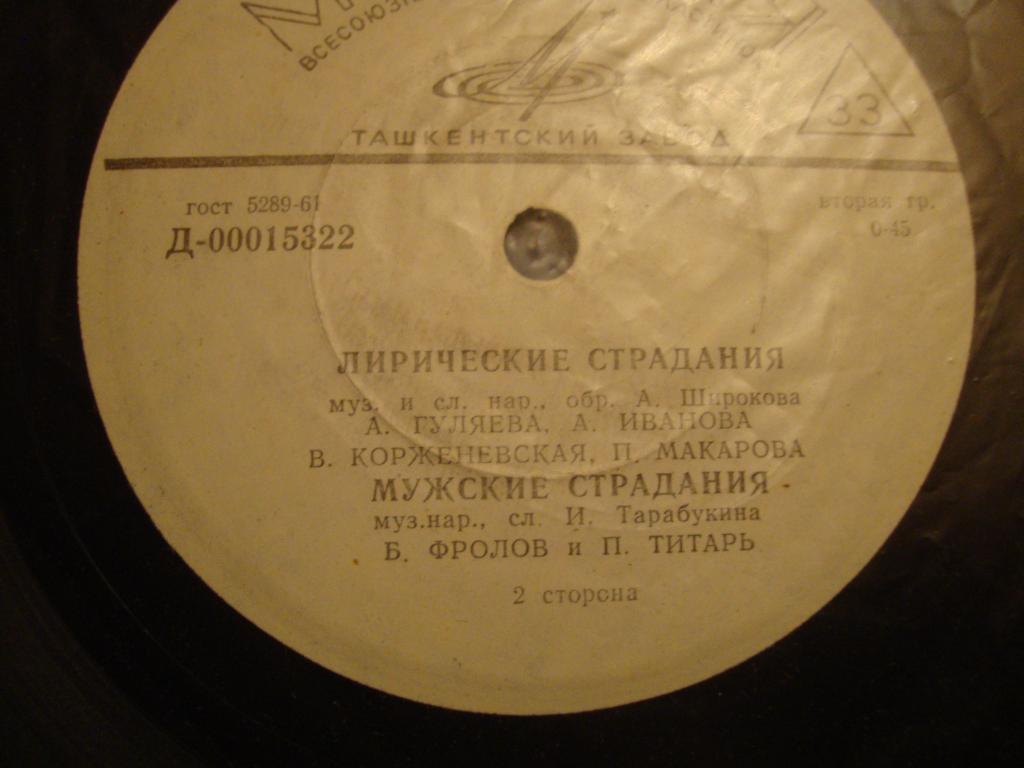 ТАШКЕНТСКИЙ ЗАВОД
33
гост 5289-61
вторая гр.
Д-00015322
0-45
ЛИРИЧЕСКИЕ СТРАДАНИЯ
муз. и сл. нар., обр. А. Широкова
А. ГУЛЯЕВА, А. ИВАНОВА
В. КОРЖЕНЕВСКАЯ, П. МАКАРОВА
МУЖСКИЕ СТРАДАНИЯ
муз.нар., сл. И. Тарабукина
Б. ФРОЛОВ и П. ТИТАРЬ
2 сторона